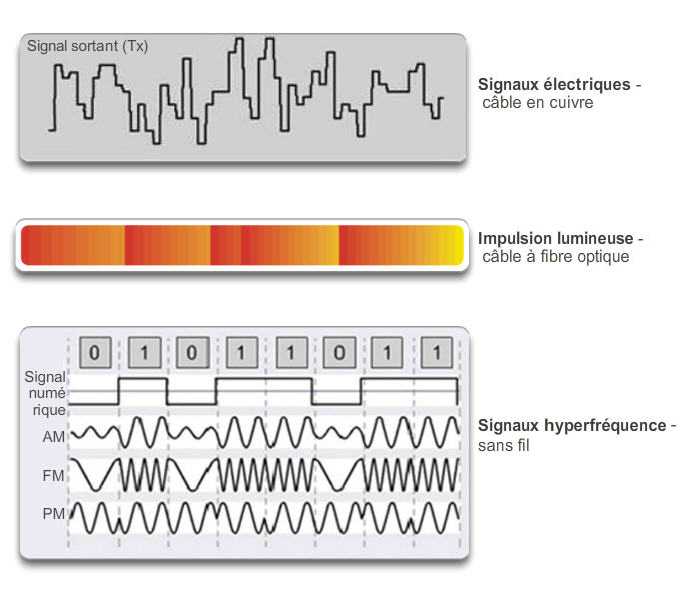 Signal sortant (Tx)
Signaux électriques -
câble en cuivre
Impulsion lumineuse -
câble à fibre optique
0 1 0 1 1 0 1 1
Signal
numé
rique
AM
FM
PM
Signaux hyperfréquence -
sans fil